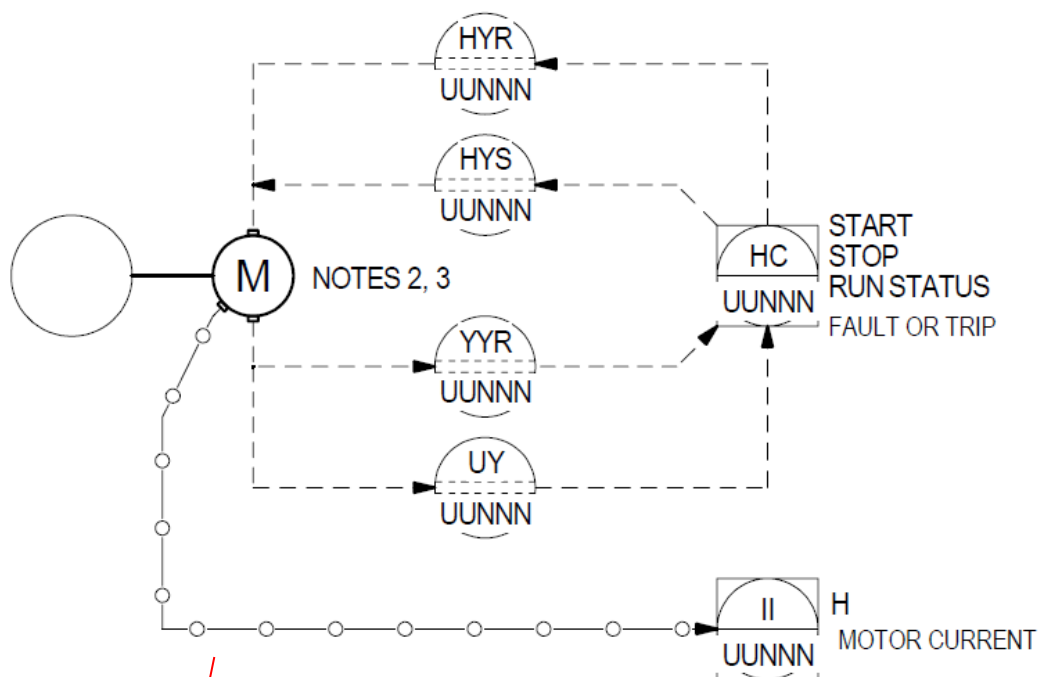 HYR
UUNNN
HYS
UUNNN
START
HC
STOP
RUN STATUS
UUNNN
FAULT OR TRIP
M
NOTES 2, 3
YYR
UUNNN
UY
UUNNN
II
H
MOTOR CURRENT
UUNNN